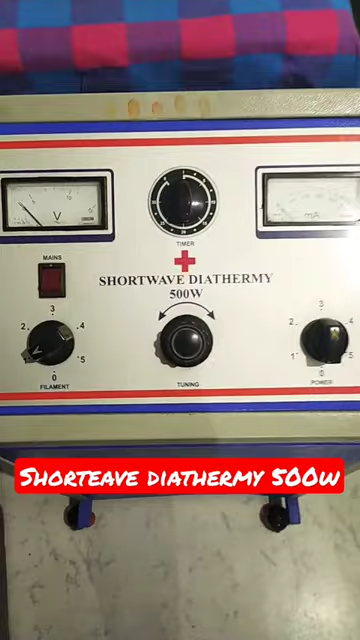 V
mA
TIMER
MAINS
SHORTWAVE DIATHERMY
500W
3
2 4
1 5
0
FILAMENT
TUNING
3
2 4
1 5
0
POWER
Shorteave diathermy 500w